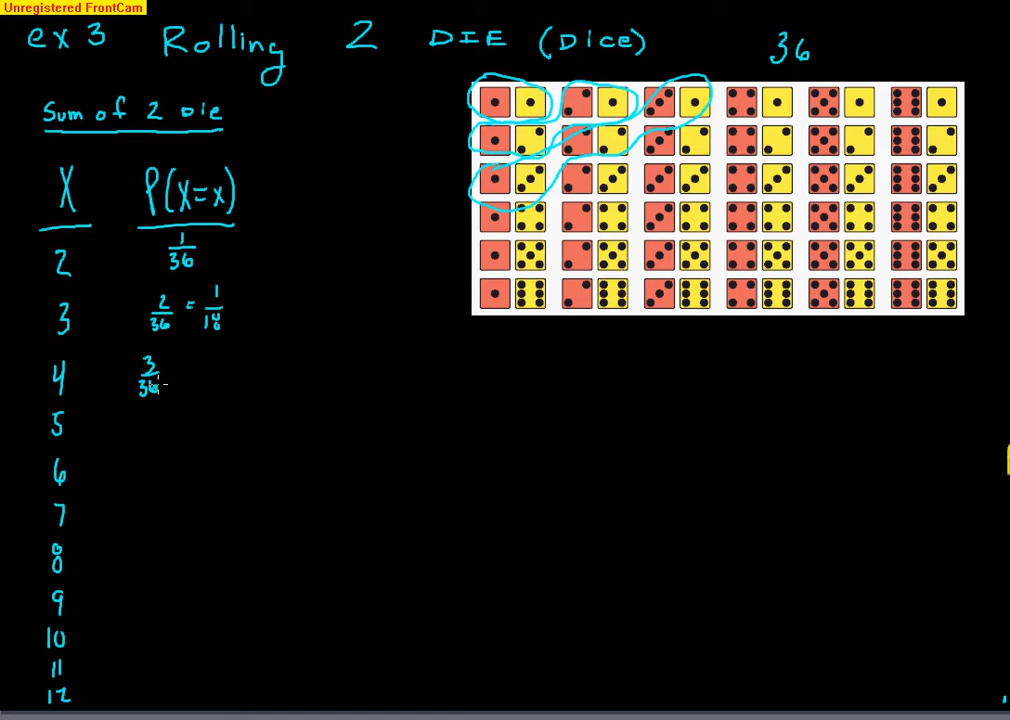 Unregistered FrontCam
ex 3 Rolling 2 DIE (Dice) 36
Sum of 2 die
X P(X=x)
2 1/36
3 2/36 = 1/18
4 3/36
5
6
7
8
9
10
11
12